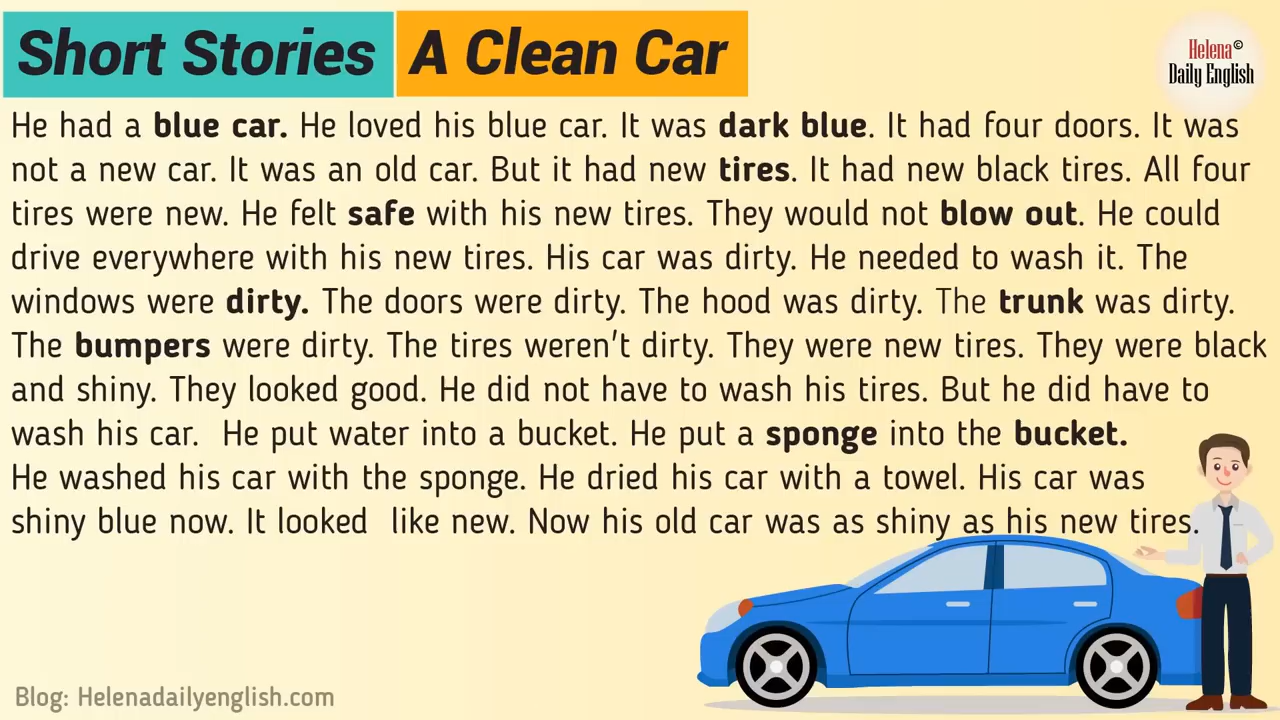 Short Stories A Clean Car
Helena©
Daily English
He had a blue car. He loved his blue car. It was dark blue. It had four doors. It was
not a new car. It was an old car. But it had new tires. It had new black tires. All four
tires were new. He felt safe with his new tires. They would not blow out. He could
drive everywhere with his new tires. His car was dirty. He needed to wash it. The
windows were dirty. The doors were dirty. The hood was dirty. The trunk was dirty.
The bumpers were dirty. The tires weren't dirty. They were new tires. They were black
and shiny. They looked good. He did not have to wash his tires. But he did have to
wash his car.  He put water into a bucket. He put a sponge into the bucket.
He washed his car with the sponge. He dried his car with a towel. His car was
shiny blue now. It looked  like new. Now his old car was as shiny as his new tires.
Blog: Helenadailyenglish.com